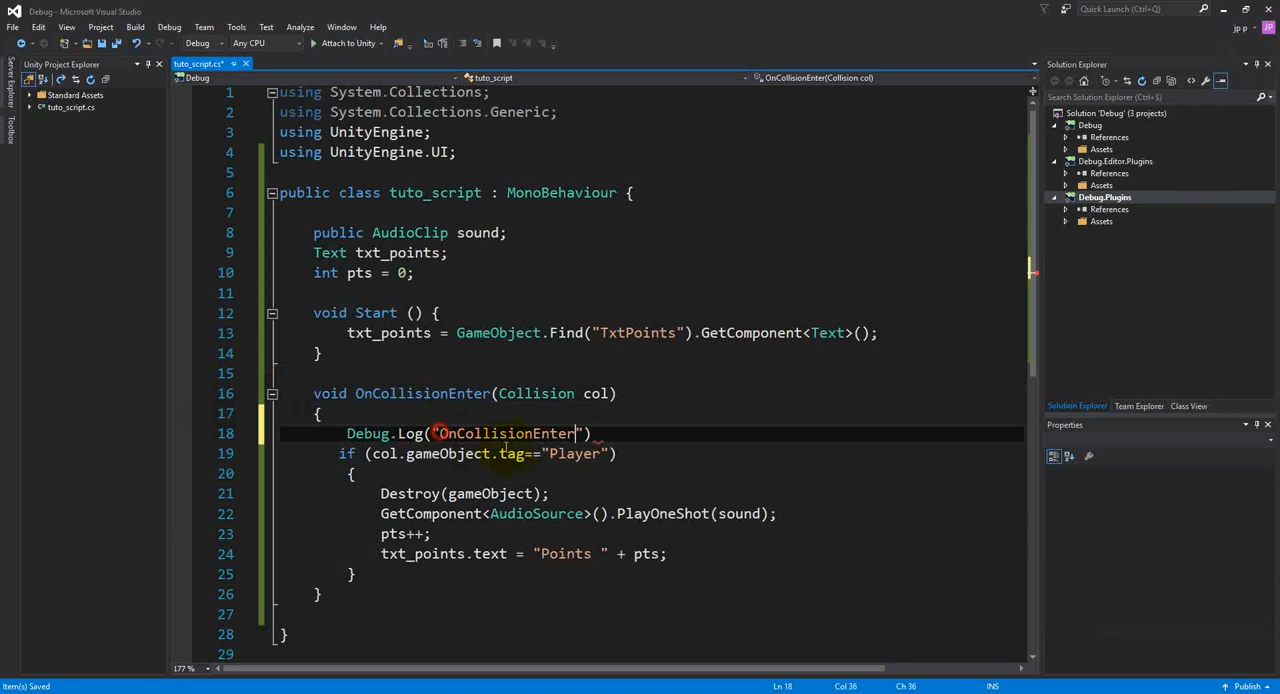 Debug - Microsoft Visual Studio
Quick Launch (Ctrl+Q)
File Edit View Project Build Debug Team Tools Test Analyze Window Help
jp p JP
Debug Any CPU Attach to Unity
Server Explorer
Toolbox
Unity Project Explorer
Standard Assets
tuto_script.cs
tuto_script.cs*
Debug tuto_script OnCollisionEnter(Collision col)
1 using System.Collections;
2 using System.Collections.Generic;
3 using UnityEngine;
4 using UnityEngine.UI;
5
6 public class tuto_script : MonoBehaviour {
7
8 public AudioClip sound;
9 Text txt_points;
10 int pts = 0;
11
12 void Start () {
13 txt_points = GameObject.Find("TxtPoints").GetComponent<Text>();
14 }
15
16 void OnCollisionEnter(Collision col)
17 {
18 Debug.Log("OnCollisionEnter")
19 if (col.gameObject.tag=="Player")
20 {
21 Destroy(gameObject);
22 GetComponent<AudioSource>().PlayOneShot(sound);
23 pts++;
24 txt_points.text = "Points " + pts;
25 }
26 }
27
28 }
29
177 %
Solution Explorer
Search Solution Explorer (Ctrl+$)
Solution 'Debug' (3 projects)
Debug
References
Assets
Debug.Editor.Plugins
References
Assets
Debug.Plugins
References
Assets
Solution Explorer Team Explorer Class View
Properties
Item(s) Saved Ln 18 Col 36 Ch 36 INS Publish